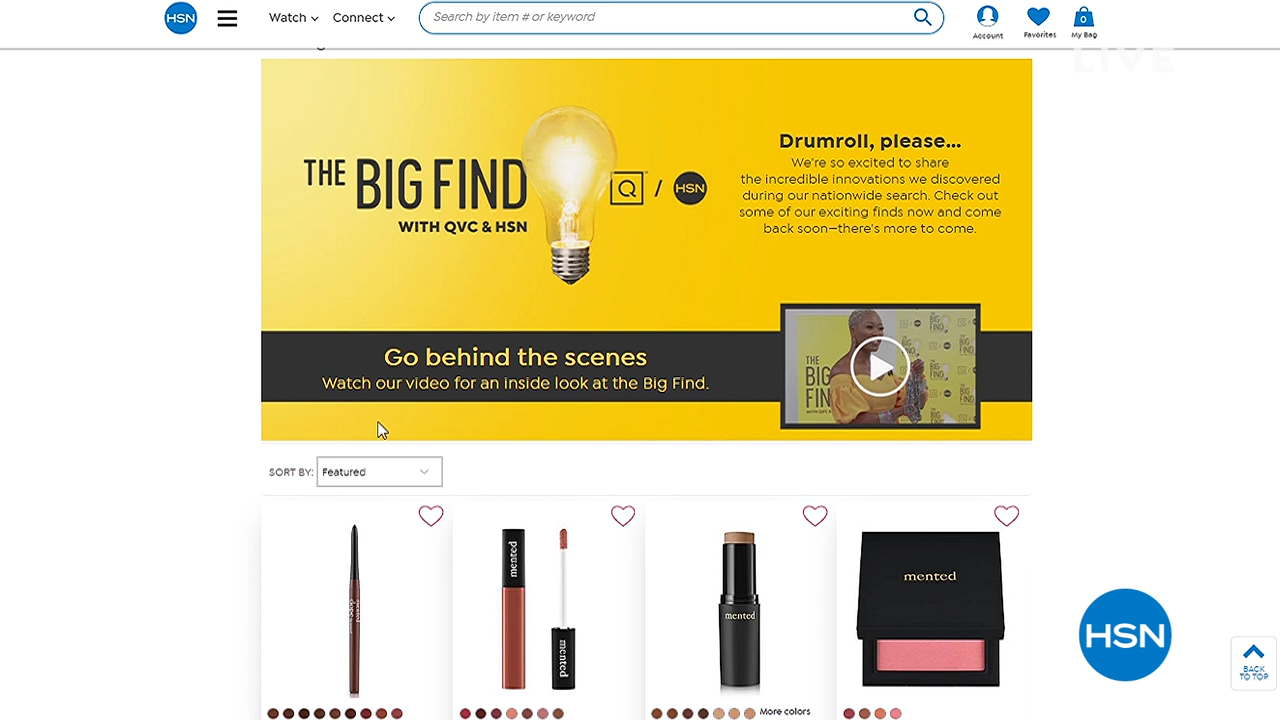 HSN
Watch
Connect
Search by item # or keyword
Account
Favorites
0
My Bag
LIVE
THE BIG FIND
WITH QVC & HSN
Q / HSN
Drumroll, please...
We're so excited to share
the incredible innovations we discovered
during our nationwide search. Check out
some of our exciting finds now and come
back soon—there's more to come.
Go behind the scenes
Watch our video for an inside look at the Big Find.
THE
BIG
FIN
SORT BY: Featured
mented
mented
mented
mented
More colors
HSN
BACK
TO TOP